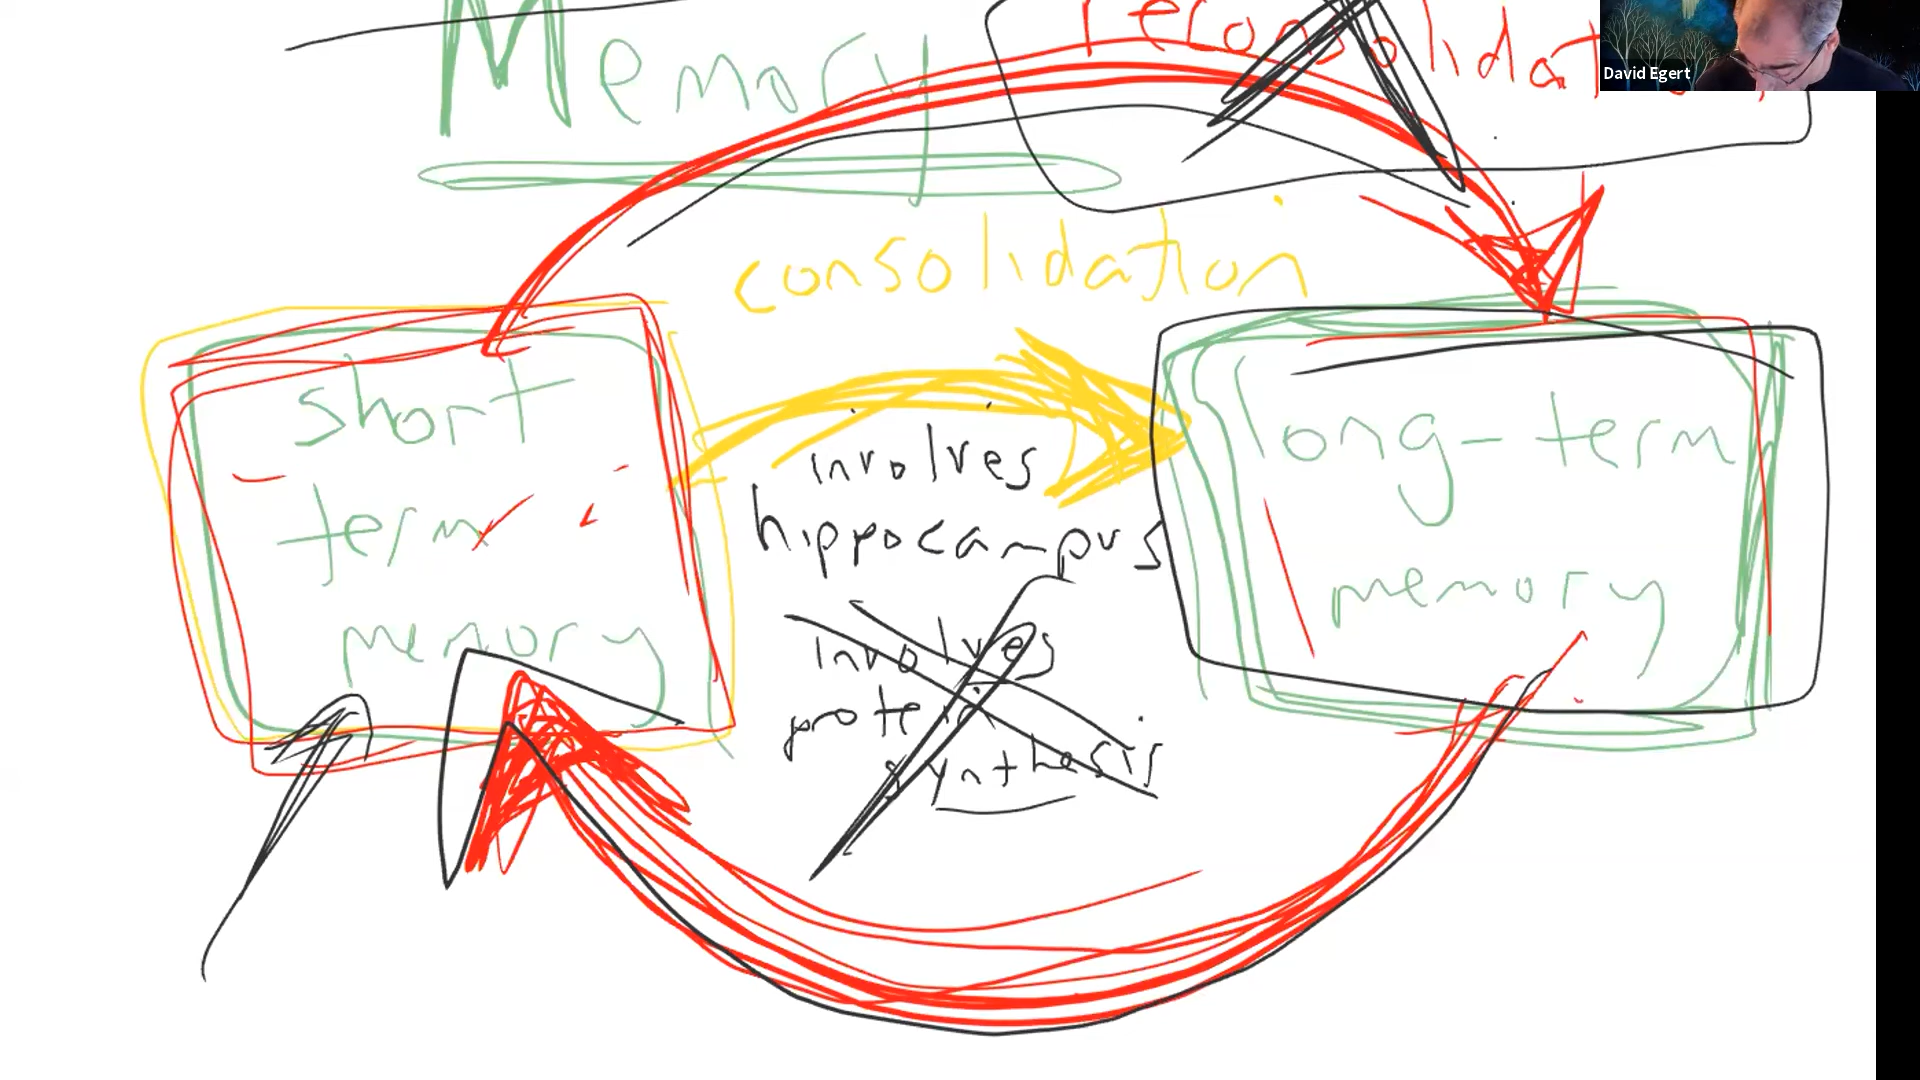 Memory
reconsolidation
David Egert
consolidation
short
term
memory
involves
hippocampus
involves
protein
synthesis
long-term
memory